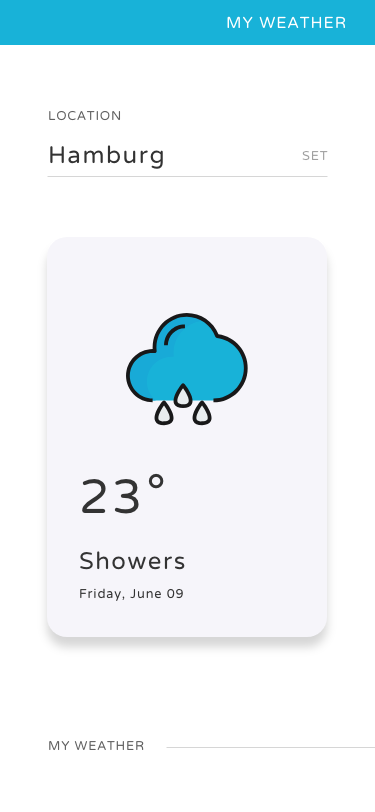 MY WEATHER
LOCATION
Hamburg
SET
23°
Showers
Friday, June 09
MY WEATHER